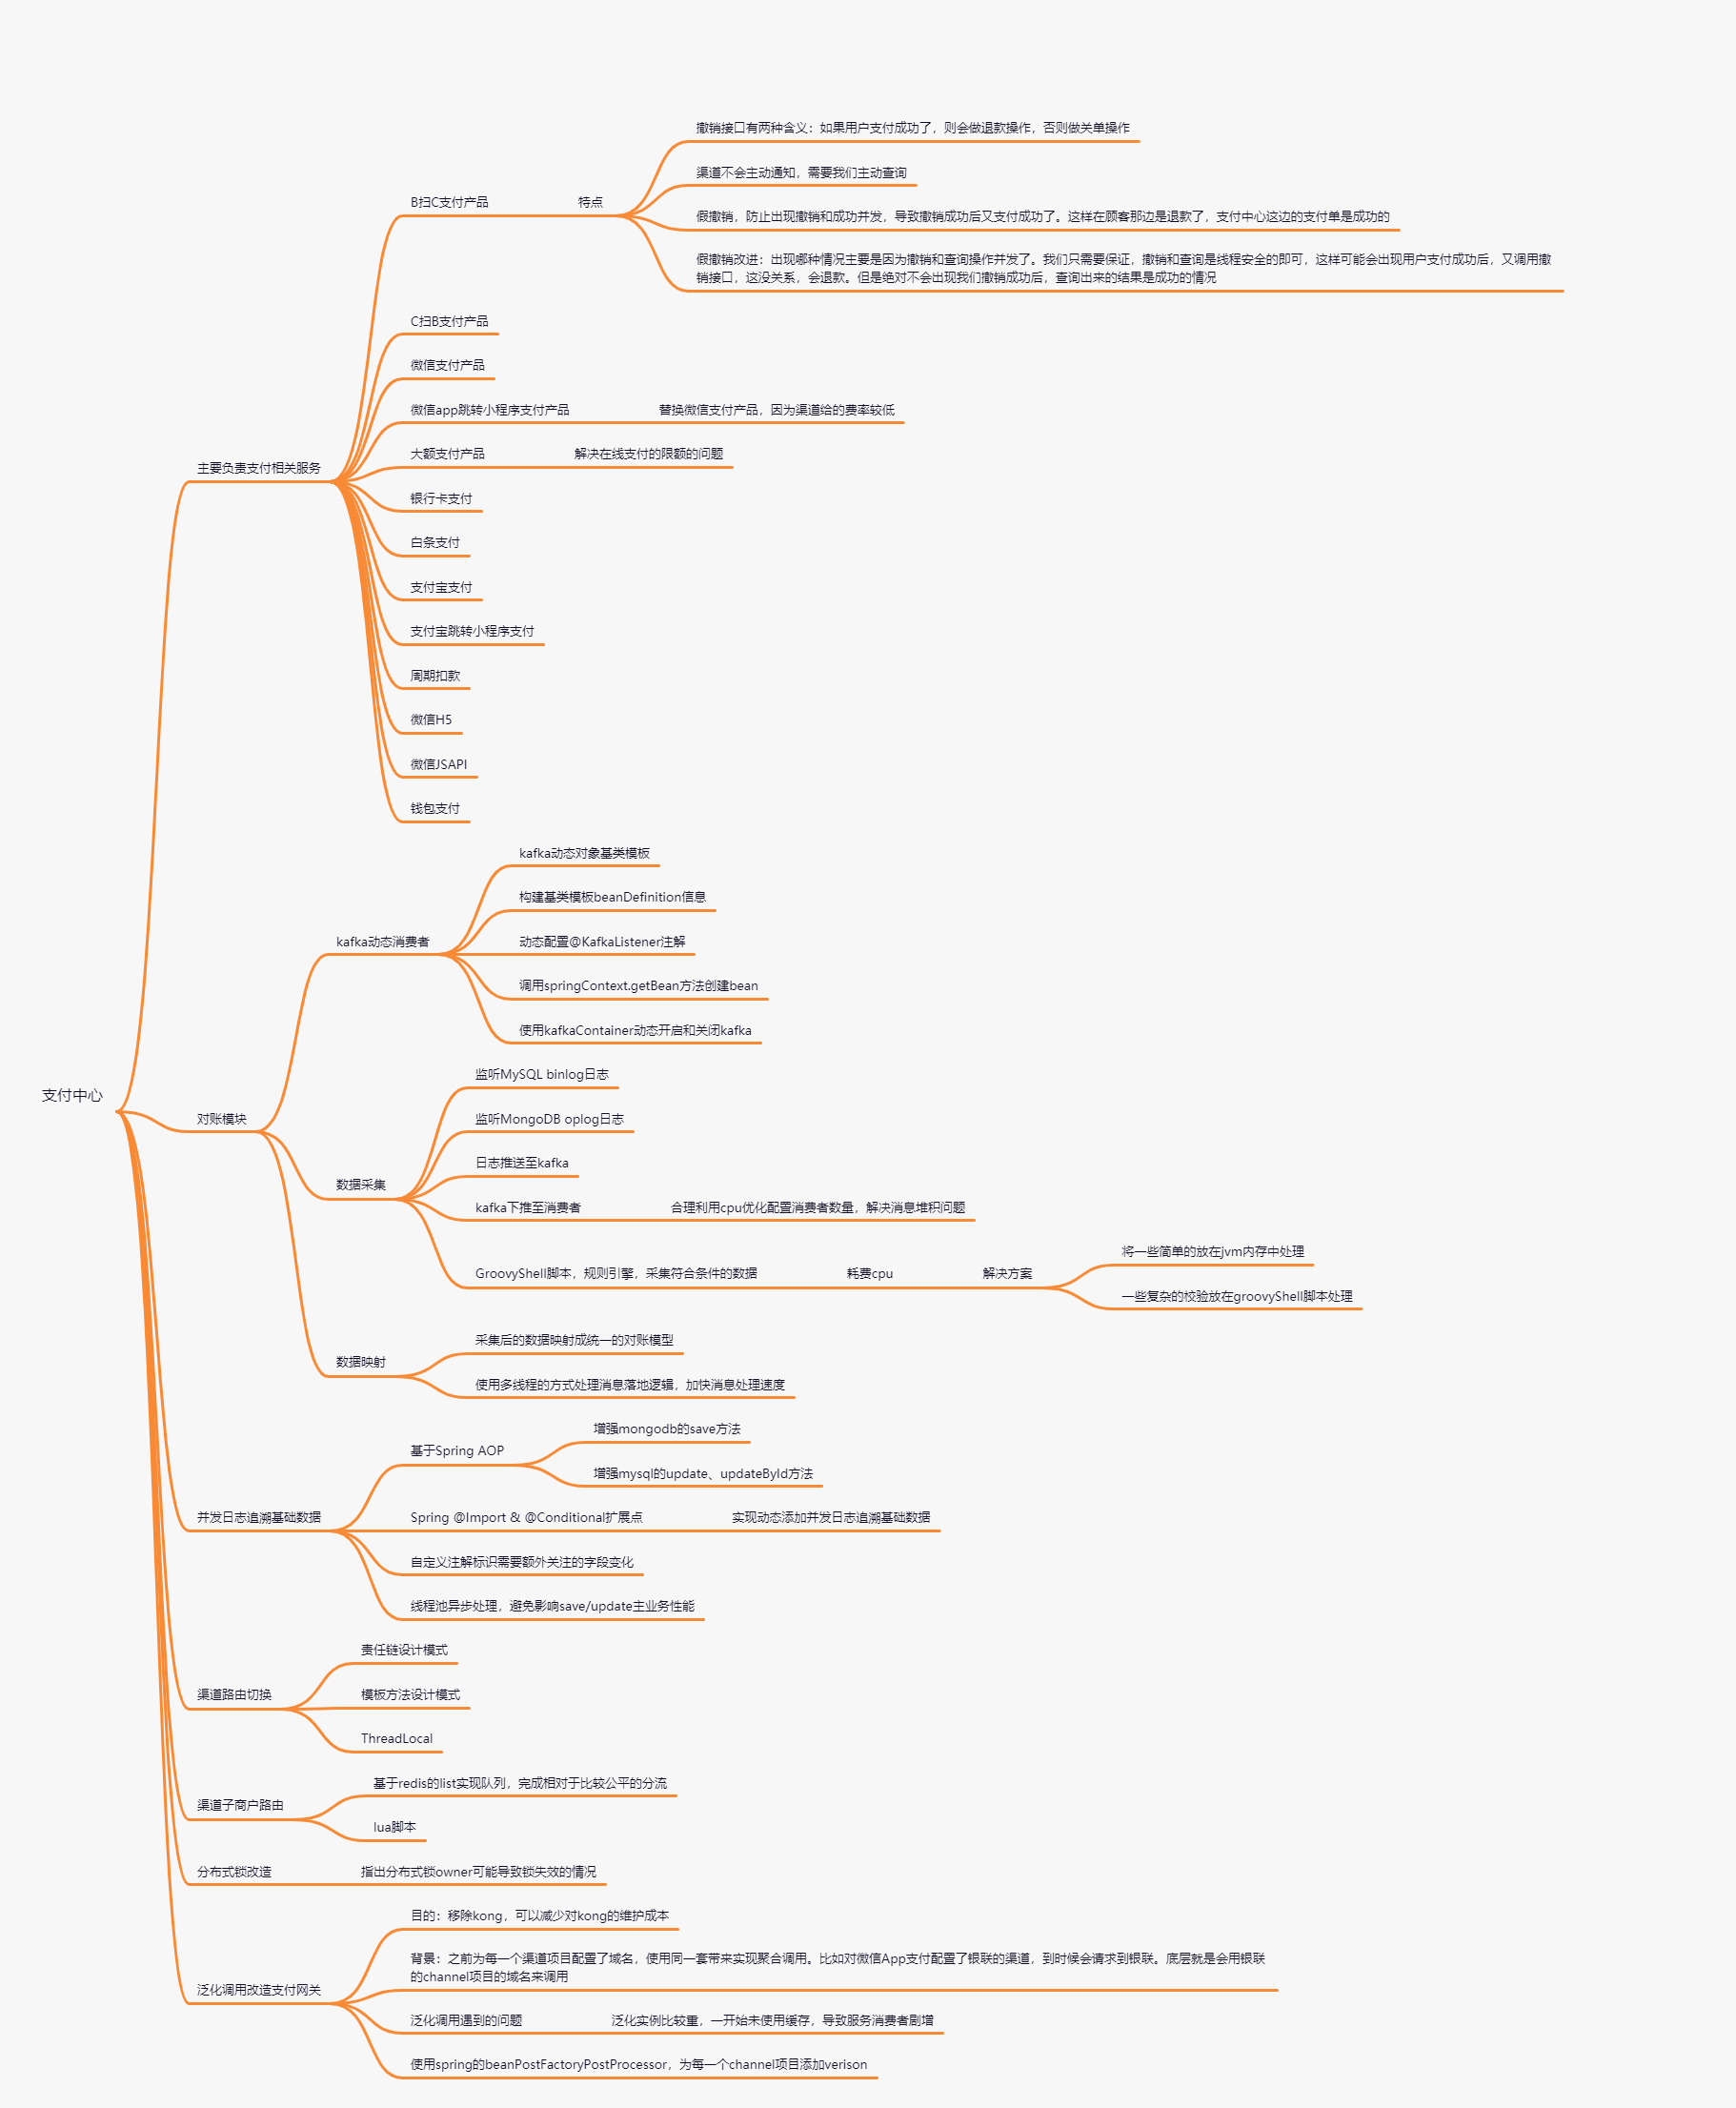 支付中心
主要负责支付相关服务
B扫C支付产品
特点
撤销接口有两种含义：如果用户支付成功了，则会做退款操作，否则做关单操作
渠道不会主动通知，需要我们主动查询
假撤销，防止出现撤销和成功并发，导致撤销成功后又支付成功了。这样在顾客那边是退款了，支付中心这边的支付单是成功的
假撤销改进：出现哪种情况主要是因为撤销和查询操作并发了。我们只需要保证，撤销和查询是线程安全的即可，这样可能会出现用户支付成功后，又调用撤
销接口，这没关系，会退款。但是绝对不会出现我们撤销成功后，查询出来的结果是成功的情况
C扫B支付产品
微信支付产品
微信app跳转小程序支付产品
替换微信支付产品，因为渠道给的费率较低
大额支付产品
解决在线支付的限额的问题
银行卡支付
白条支付
支付宝支付
支付宝跳转小程序支付
周期扣款
微信H5
微信JSAPI
钱包支付
对账模块
kafka动态消费者
kafka动态对象基类模板
构建基类模板beanDefinition信息
动态配置@KafkaListener注解
调用springContext.getBean方法创建bean
使用kafkaContainer动态开启和关闭kafka
数据采集
监听MySQL binlog日志
监听MongoDB oplog日志
日志推送至kafka
kafka下推至消费者
合理利用cpu优化配置消费者数量，解决消息堆积问题
GroovyShell脚本，规则引擎，采集符合条件的数据
耗费cpu
解决方案
将一些简单的放在jvm内存中处理
一些复杂的校验放在groovyShell脚本处理
数据映射
采集后的数据映射成统一的对账模型
使用多线程的方式处理消息落地逻辑，加快消息处理速度
并发日志追溯基础数据
基于Spring AOP
增强mongodb的save方法
增强mysql的update、updateById方法
Spring @Import & @Conditional扩展点
实现动态添加并发日志追溯基础数据
自定义注解标识需要额外关注的字段变化
线程池异步处理，避免影响save/update主业务性能
渠道路由切换
责任链设计模式
模板方法设计模式
ThreadLocal
渠道子商户路由
基于redis的list实现队列，完成相对于比较公平的分流
lua脚本
分布式锁改造
指出分布式锁owner可能导致锁失效的情况
泛化调用改造支付网关
目的：移除kong，可以减少对kong的维护成本
背景：之前为每一个渠道项目配置了域名，使用同一套带来实现聚合调用。比如对微信App支付配置了银联的渠道，到时候会请求到银联。底层就是会用银联
的channel项目的域名来调用
泛化调用遇到的问题
泛化实例比较重，一开始未使用缓存，导致服务消费者剧增
使用spring的beanPostFactoryPostProcessor，为每一个channel项目添加verison